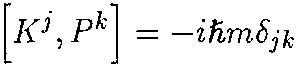 [K^j, P^k] = −iℏmδ_{jk}